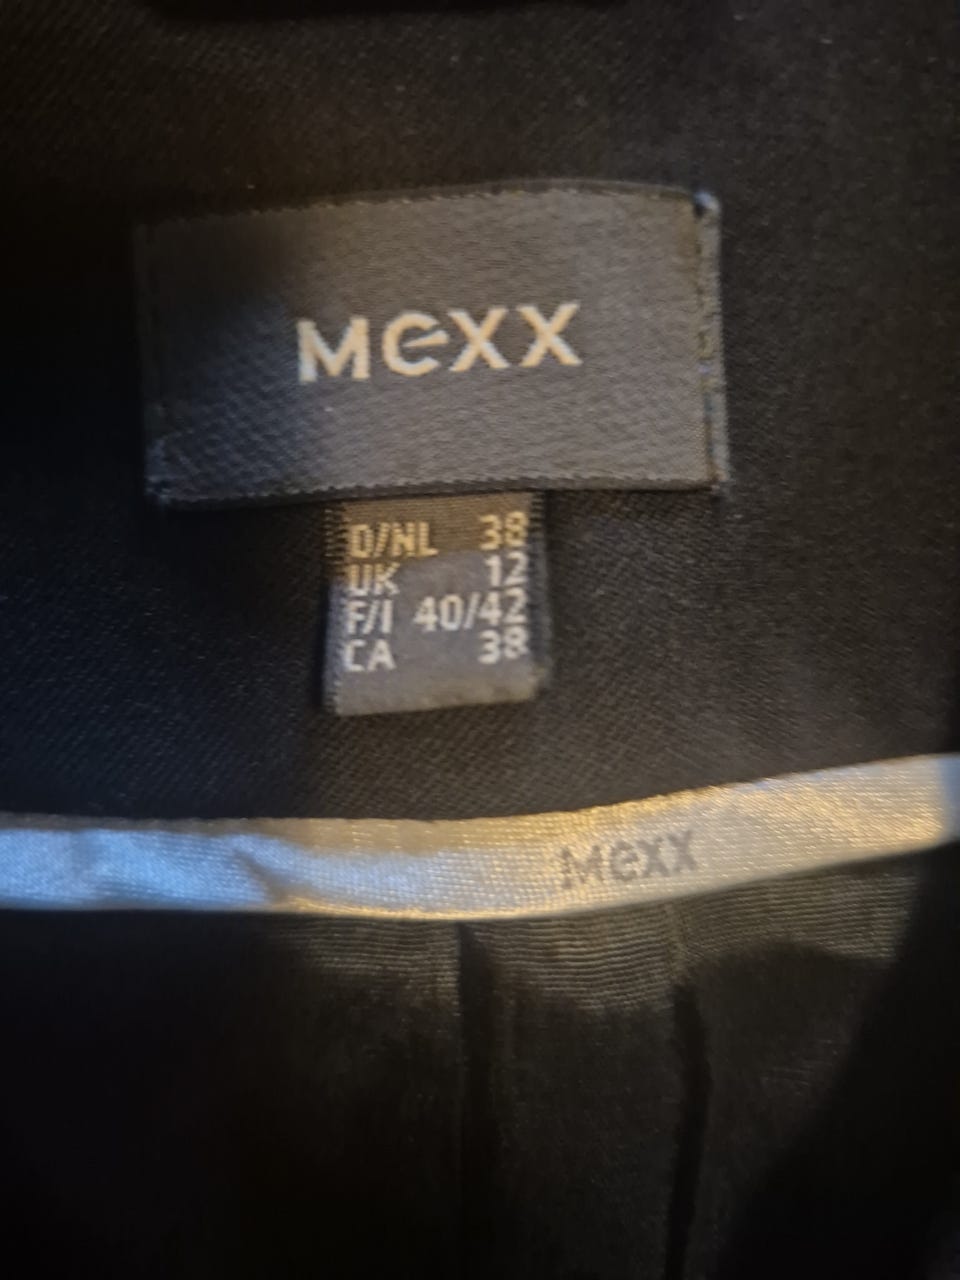 Mexx
D/NL 38
UK 12
F/I 40/42
CA 38
Mexx